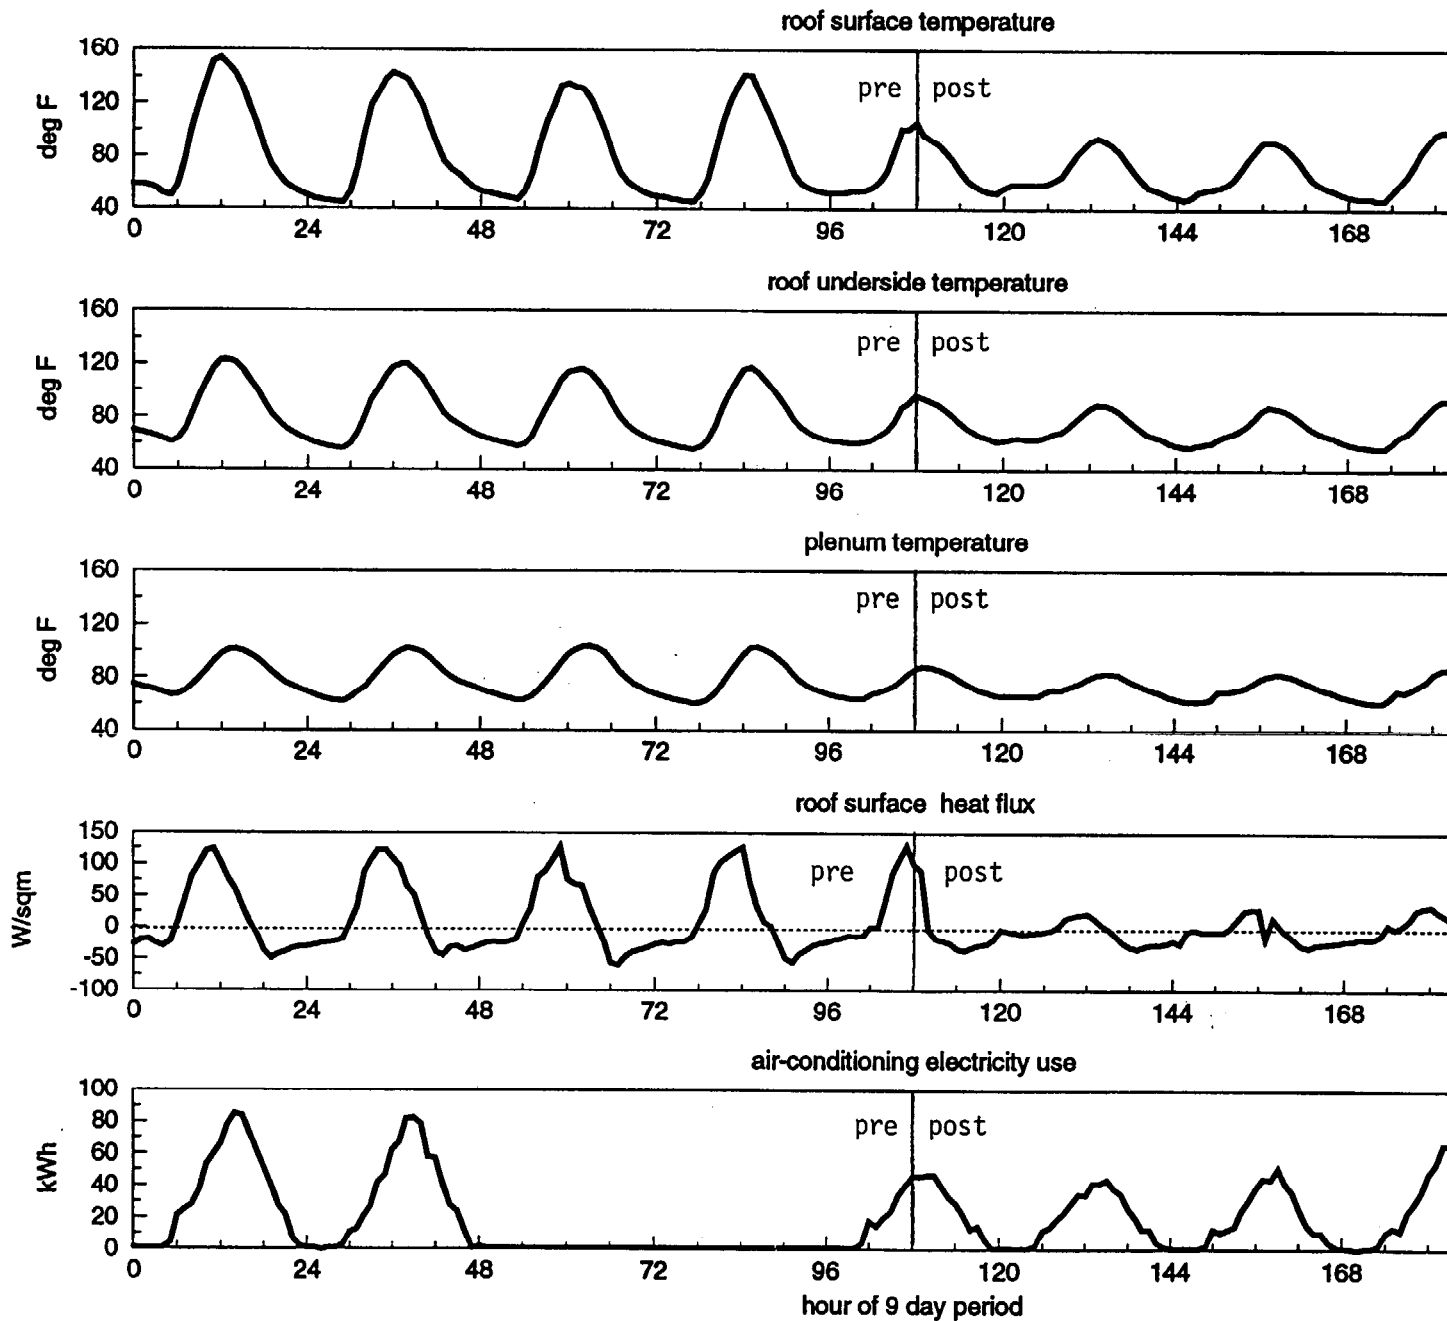 roof surface temperature
160
120
80
40
deg F
pre post
0 24 48 72 96 120 144 168
roof underside temperature
160
120
80
40
deg F
pre post
0 24 48 72 96 120 144 168
plenum temperature
160
120
80
40
deg F
pre post
0 24 48 72 96 120 144 168
roof surface heat flux
150
100
50
0
-50
-100
W/sqm
pre post
0 24 48 72 96 120 144 168
air-conditioning electricity use
100
80
60
40
20
0
kWh
pre post
0 24 48 72 96 120 144 168
hour of 9 day period